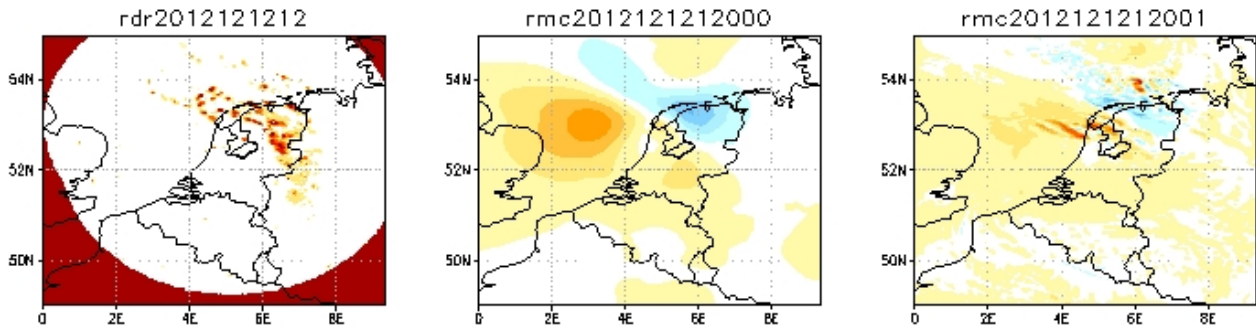 rdr2012121212 rmc2012121212000 rmc2012121212001
54N 54N 54N
52N 52N 52N
50N 50N 50N
0 2E 4E 6E 8E 0 2E 4E 6E 8E 0 2E 4E 6E 8E